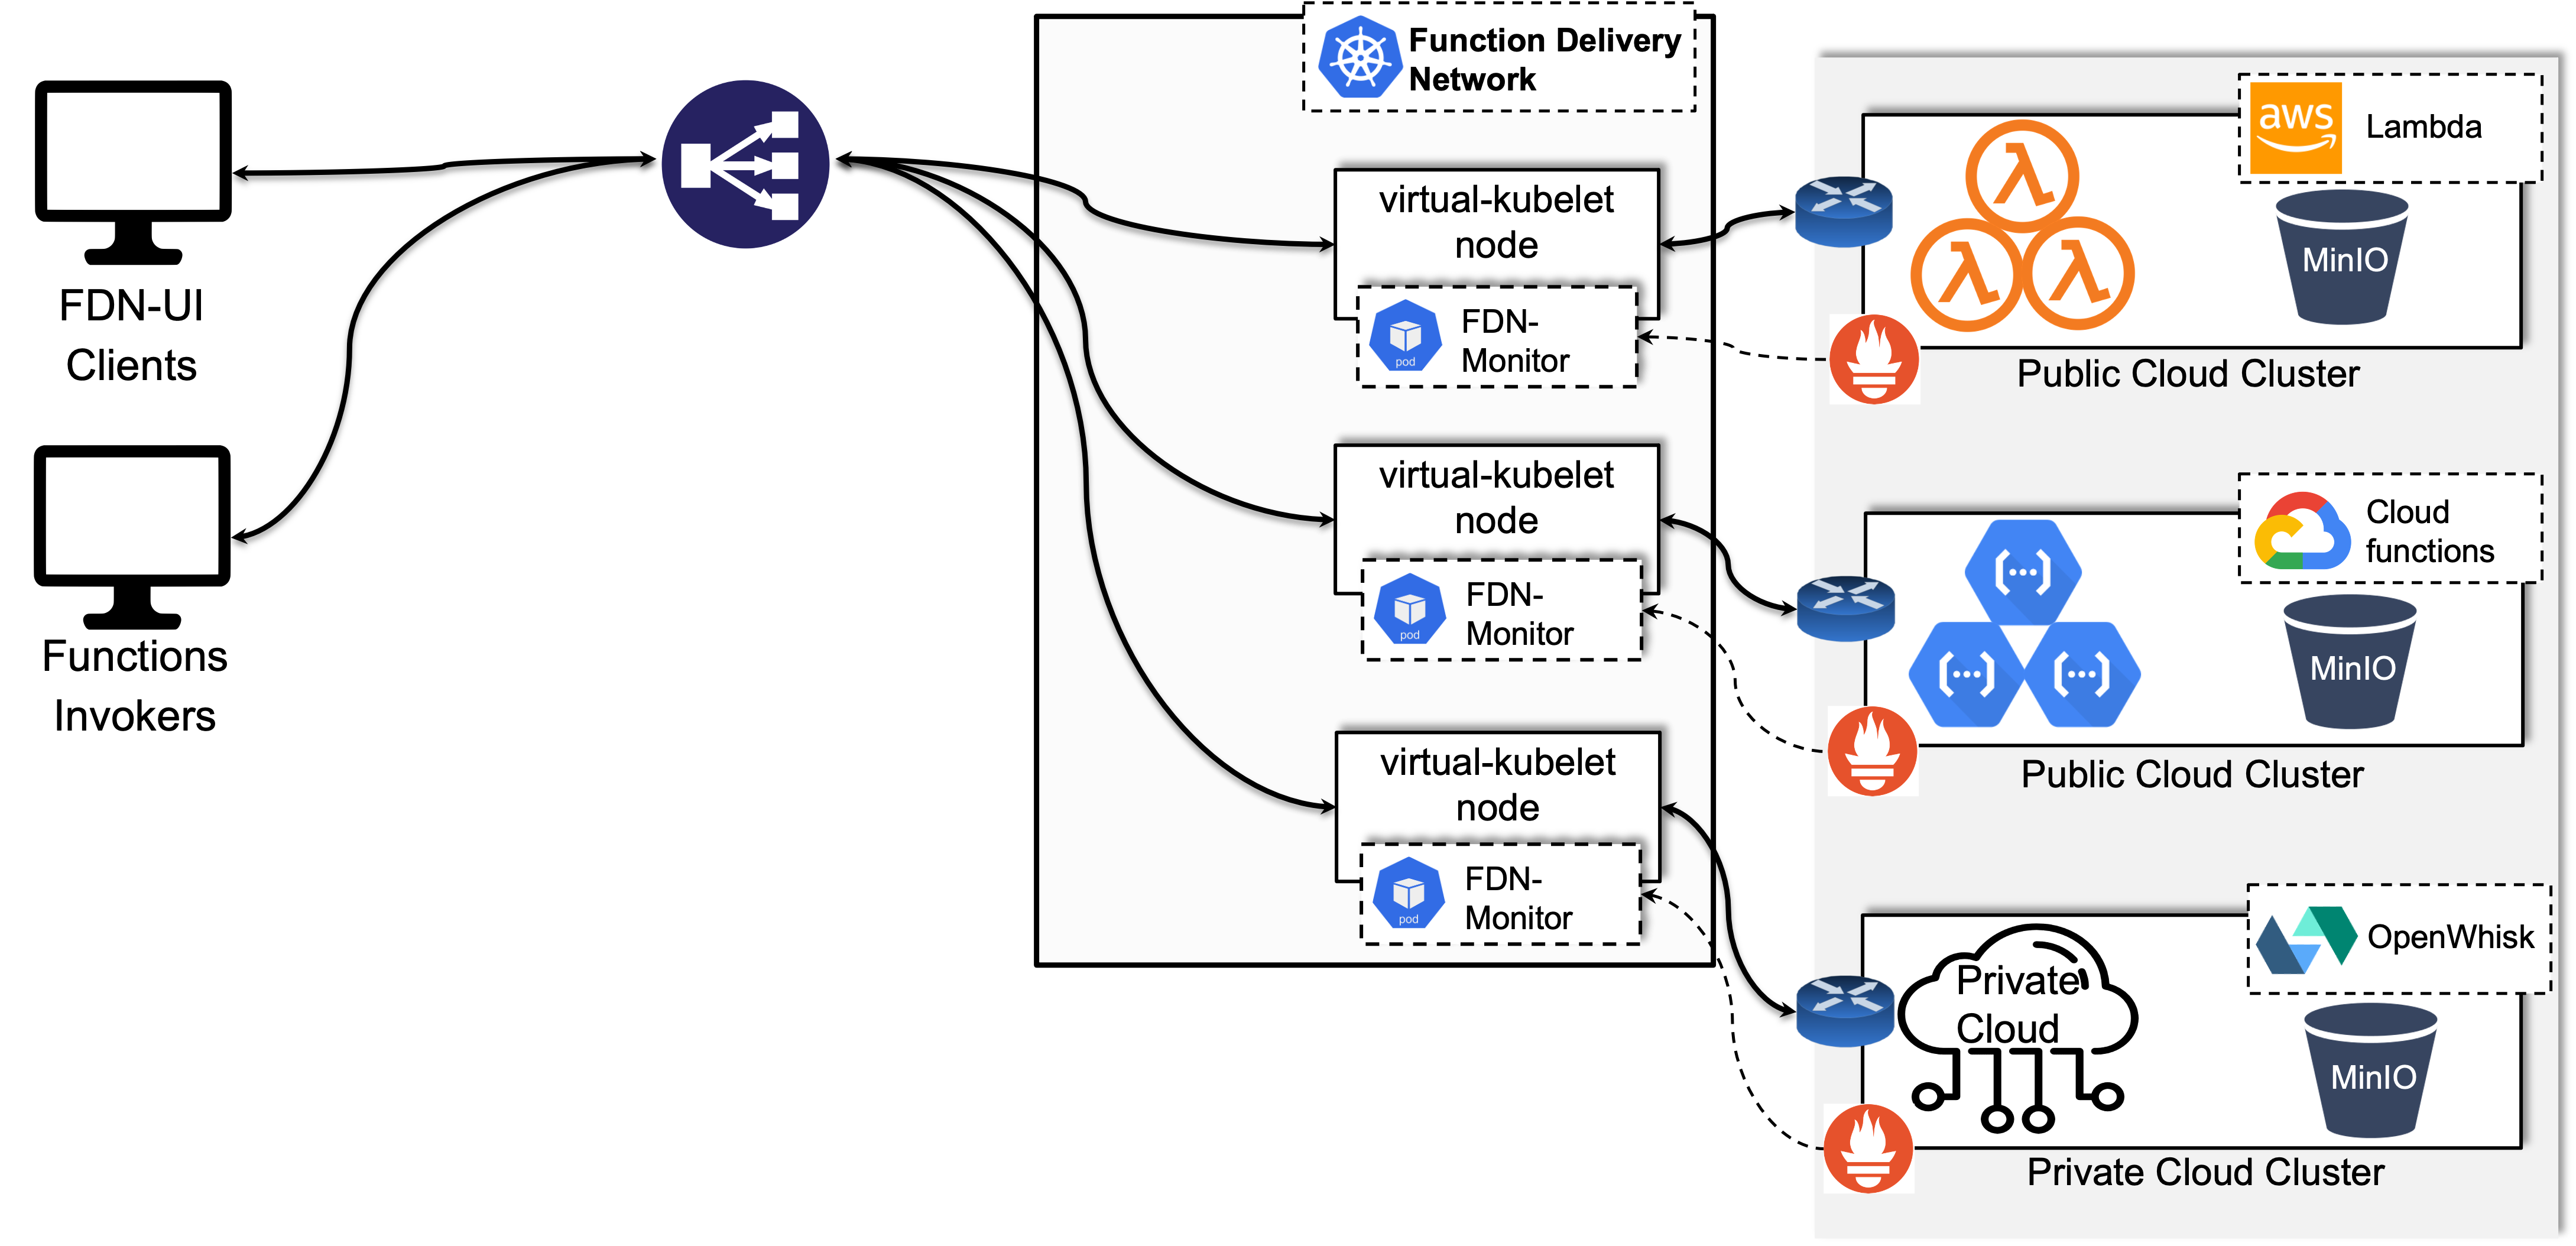 FDN-UI
Clients
Functions
Invokers
Function Delivery
Network
virtual-kubelet
node
pod
FDN-
Monitor
virtual-kubelet
node
pod
FDN-
Monitor
virtual-kubelet
node
pod
FDN-
Monitor
aws
Lambda
MinIO
Public Cloud Cluster
Cloud
functions
MinIO
Public Cloud Cluster
OpenWhisk
Private
Cloud
MinIO
Private Cloud Cluster